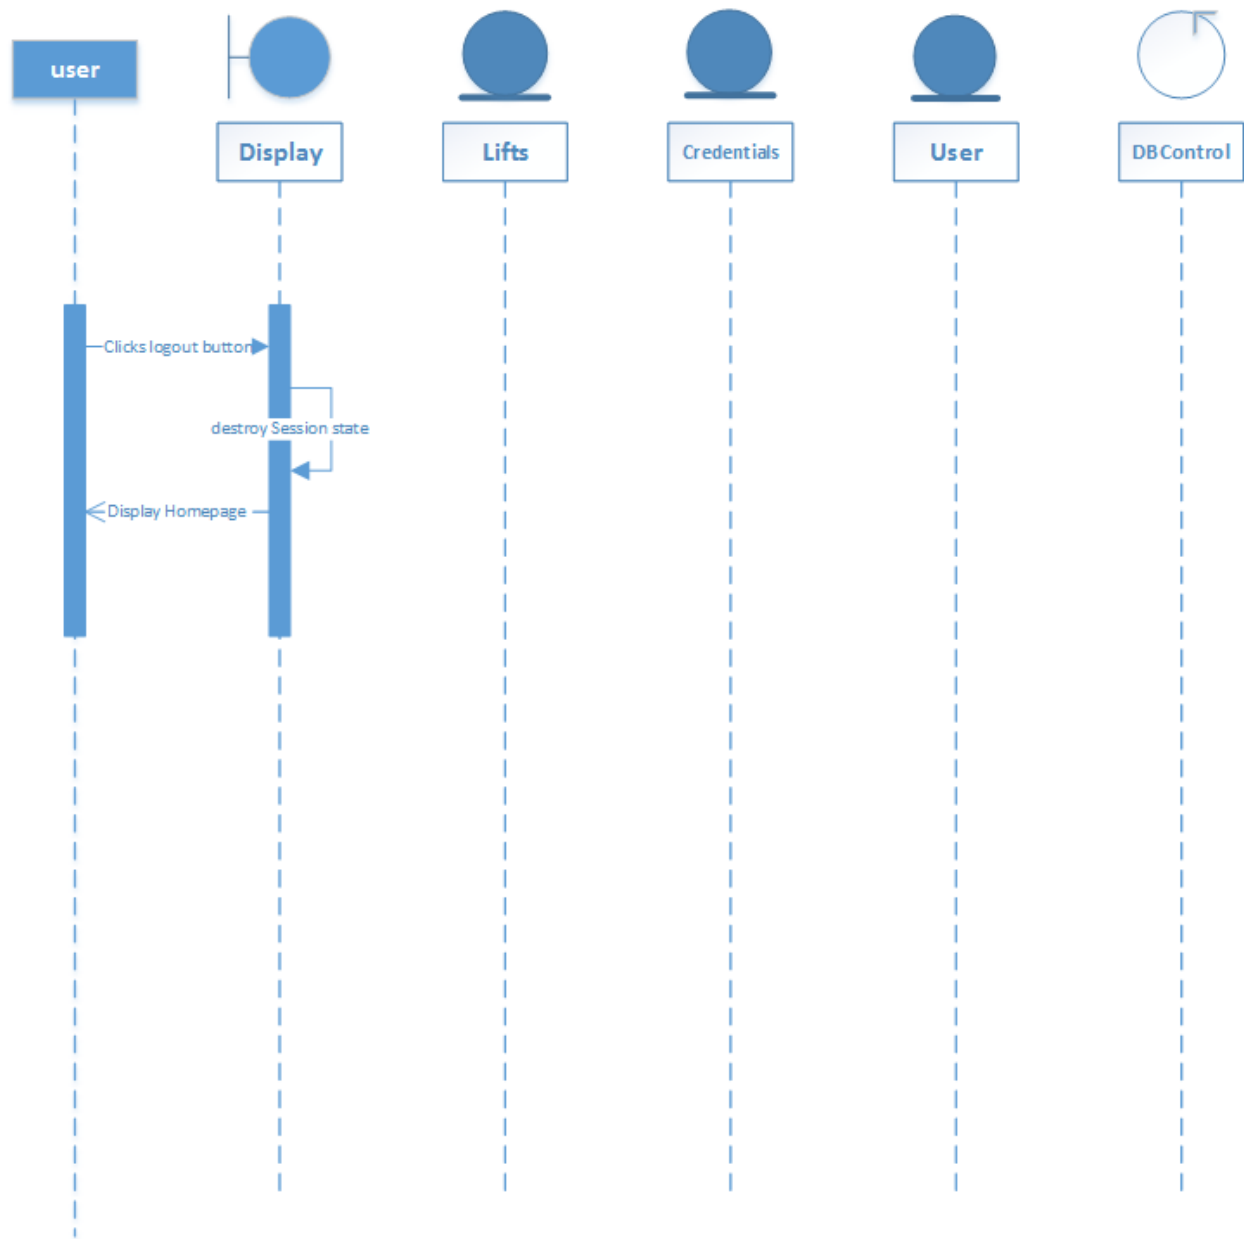 user
Display
Lifts
Credentials
User
DBControl
Clicks logout button
destroy Session state
Display Homepage